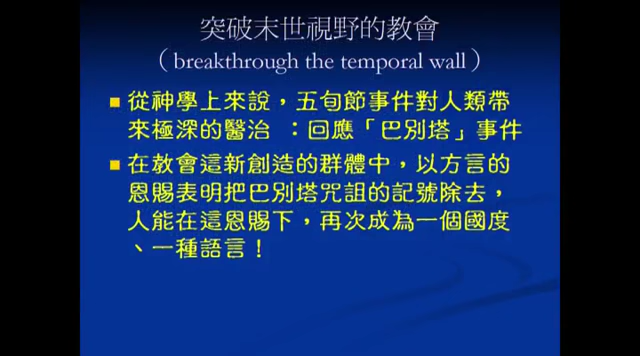 突破末世視野的教會
（breakthrough the temporal wall）
從神學上來說，五旬節事件對人類帶
來極深的醫治 ：回應「巴別塔」事件
在教會這新創造的群體中，以方言的
恩賜表明把巴別塔咒詛的記號除去，
人能在這恩賜下，再次成為一個國度
、一種語言！